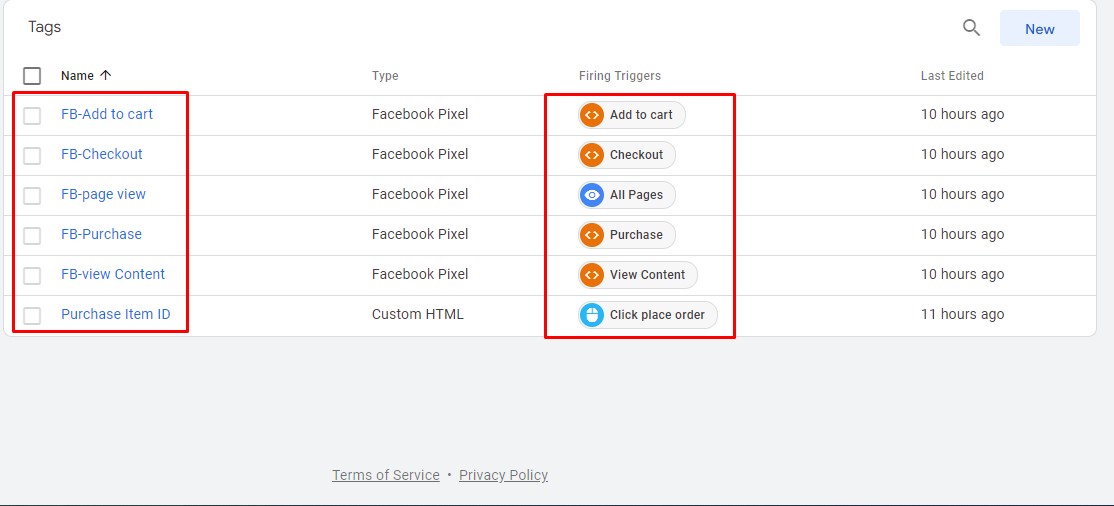 Tags
New
Name Type Firing Triggers Last Edited
FB-Add to cart Facebook Pixel Add to cart 10 hours ago
FB-Checkout Facebook Pixel Checkout 10 hours ago
FB-page view Facebook Pixel All Pages 10 hours ago
FB-Purchase Facebook Pixel Purchase 10 hours ago
FB-view Content Facebook Pixel View Content 10 hours ago
Purchase Item ID Custom HTML Click place order 11 hours ago
Terms of Service • Privacy Policy